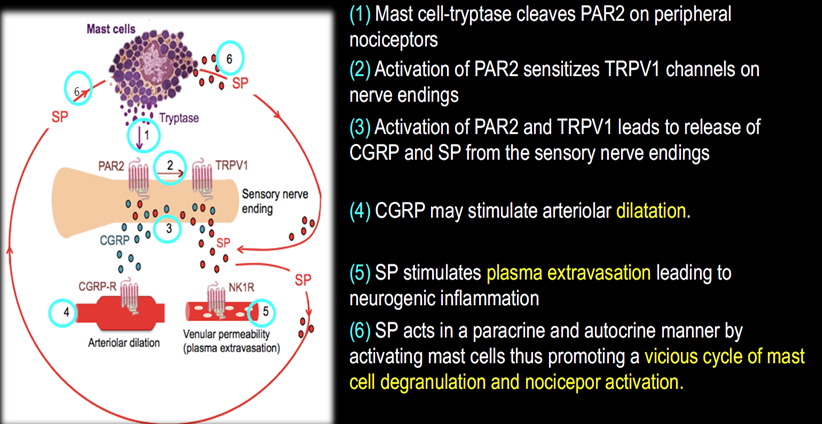 Mast cells
6
SP
6
SP
Tryptase
1
PAR2
2
TRPV1
Sensory nerve
ending
3
CGRP
SP
SP
CGRP-R
NK1R
4
5
Arteriolar dilation
Venular permeability
(plasma extravasation)
(1) Mast cell-tryptase cleaves PAR2 on peripheral
nociceptors
(2) Activation of PAR2 sensitizes TRPV1 channels on
nerve endings
(3) Activation of PAR2 and TRPV1 leads to release of
CGRP and SP from the sensory nerve endings
(4) CGRP may stimulate arteriolar dilatation.
(5) SP stimulates plasma extravasation leading to
neurogenic inflammation
(6) SP acts in a paracrine and autocrine manner by
activating mast cells thus promoting a vicious cycle of mast
cell degranulation and nocicepor activation.